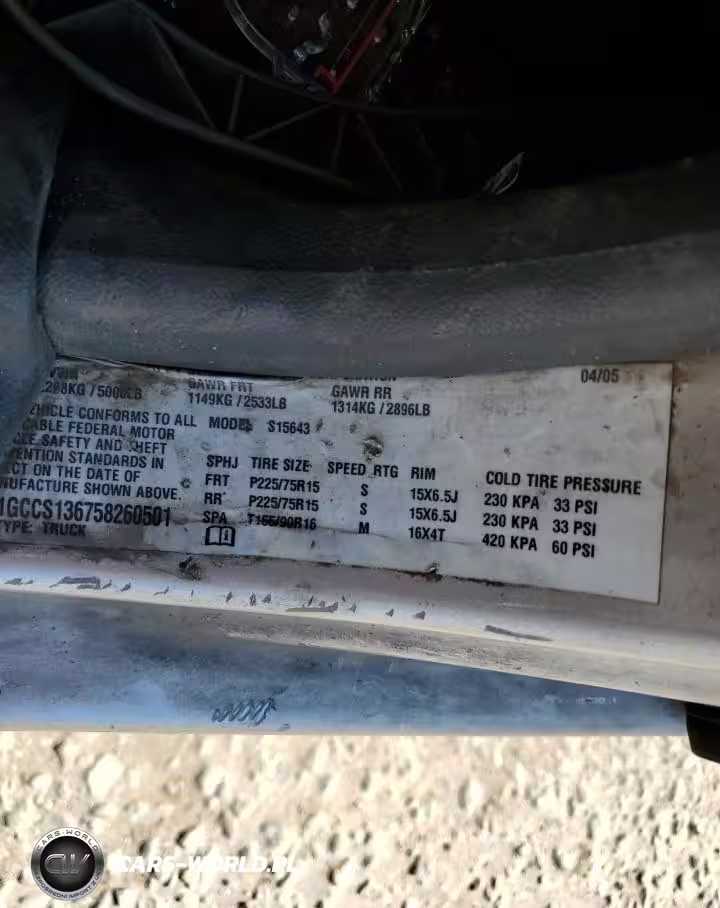 04/05
GAWR FRT GAWR RR
/5000LB 1149KG/2533LB 1314KG/2896LB
VEHICLE CONFORMS TO ALL MODEL S15643
FEDERAL MOTOR
SAFETY AND THEFT
STANDARDS IN
ON THE DATE OF
MANUFACTURE SHOWN ABOVE.
1GCCS136758260501
TYPE: TRUCK
SPHJ TIRE SIZE SPEED RTG RIM COLD TIRE PRESSURE
FRT P225/75R15 S 15X6.5J 230 KPA 33 PSI
RR P225/75R15 S 15X6.5J 230 KPA 33 PSI
SPA T155/90R16 M 16X4T 420 KPA 60 PSI
CARS-WORLD
CW
CARS-WORLD.PL